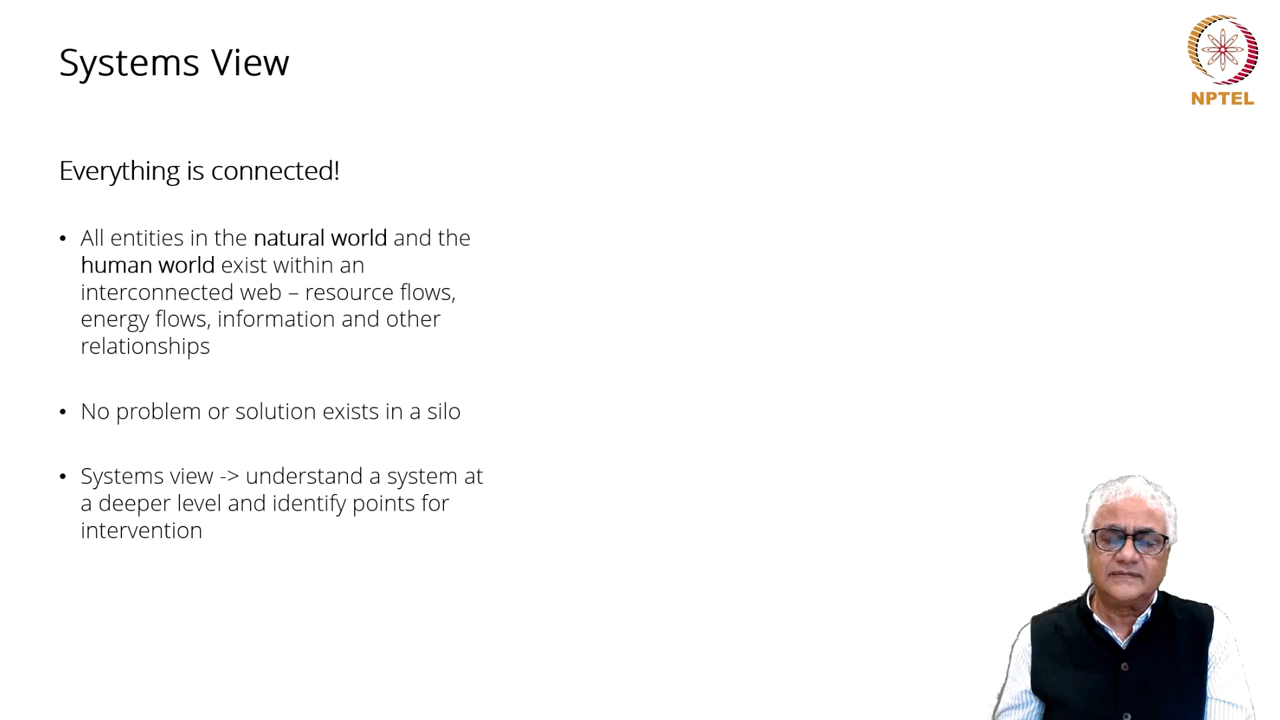 Systems View
NPTEL
Everything is connected!
• All entities in the natural world and the
human world exist within an
interconnected web – resource flows,
energy flows, information and other
relationships
• No problem or solution exists in a silo
• Systems view -> understand a system at
a deeper level and identify points for
intervention